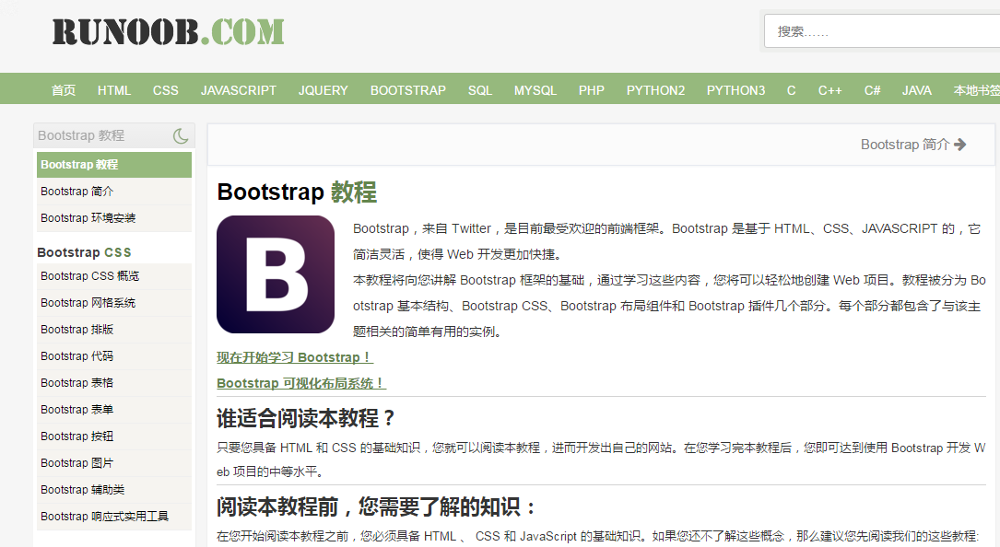 RUNOOB.COM
搜索……
首页 HTML CSS JAVASCRIPT JQUERY BOOTSTRAP SQL MYSQL PHP PYTHON2 PYTHON3 C C++ C# JAVA 本地书签
Bootstrap 教程
Bootstrap 教程
Bootstrap 简介
Bootstrap 环境安装
Bootstrap CSS
Bootstrap CSS 概览
Bootstrap 网格系统
Bootstrap 排版
Bootstrap 代码
Bootstrap 表格
Bootstrap 表单
Bootstrap 按钮
Bootstrap 图片
Bootstrap 辅助类
Bootstrap 响应式实用工具
Bootstrap 简介
Bootstrap 教程
B
Bootstrap，来自 Twitter，是目前最受欢迎的前端框架。Bootstrap 是基于 HTML、CSS、JAVASCRIPT 的，它
简洁灵活，使得 Web 开发更加快捷。
本教程将向您讲解 Bootstrap 框架的基础，通过学习这些内容，您将可以轻松地创建 Web 项目。教程被分为 Bo
otstrap 基本结构、Bootstrap CSS、Bootstrap 布局组件和 Bootstrap 插件几个部分。每个部分都包含了与该主
题相关的简单有用的实例。
现在开始学习 Bootstrap！
Bootstrap 可视化布局系统！
谁适合阅读本教程？
只要您具备 HTML 和 CSS 的基础知识，您就可以阅读本教程，进而开发出自己的网站。在您学习完本教程后，您即可达到使用 Bootstrap 开发 W
eb 项目的中等水平。
阅读本教程前，您需要了解的知识：
在您开始阅读本教程之前，您必须具备 HTML 、 CSS 和 JavaScript 的基础知识。如果您还不了解这些概念，那么建议您先阅读我们的这些教程: